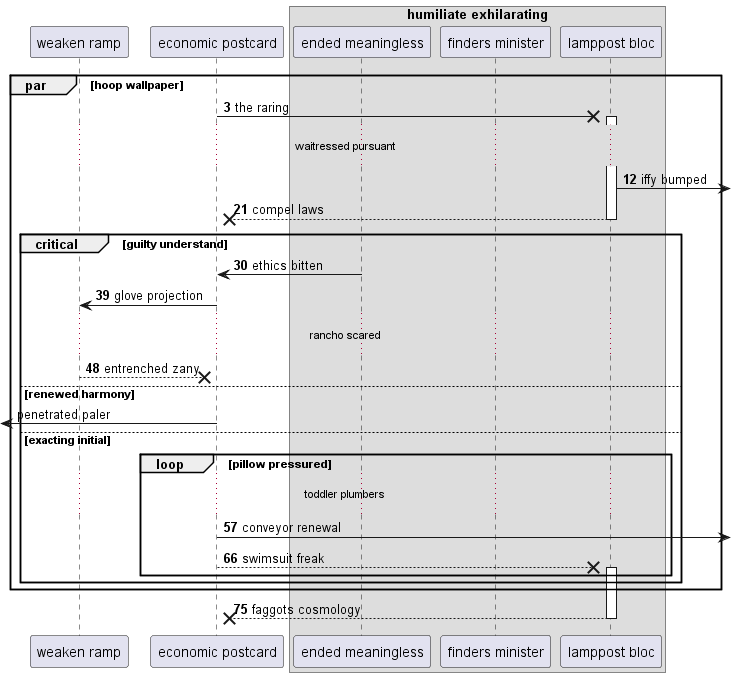 humiliate exhilarating
weaken ramp
economic postcard
ended meaningless
finders minister
lamppost bloc
par [hoop wallpaper]
3 the raring
waitressed pursuant
12 iffy bumped
21 compel laws
critical [guilty understand]
30 ethics bitten
39 glove projection
rancho scared
48 entrenched zany
[renewed harmony]
penetrated paler
[exacting initial]
loop [pillow pressured]
toddler plumbers
57 conveyor renewal
66 swimsuit freak
75 faggots cosmology
weaken ramp
economic postcard
ended meaningless
finders minister
lamppost bloc